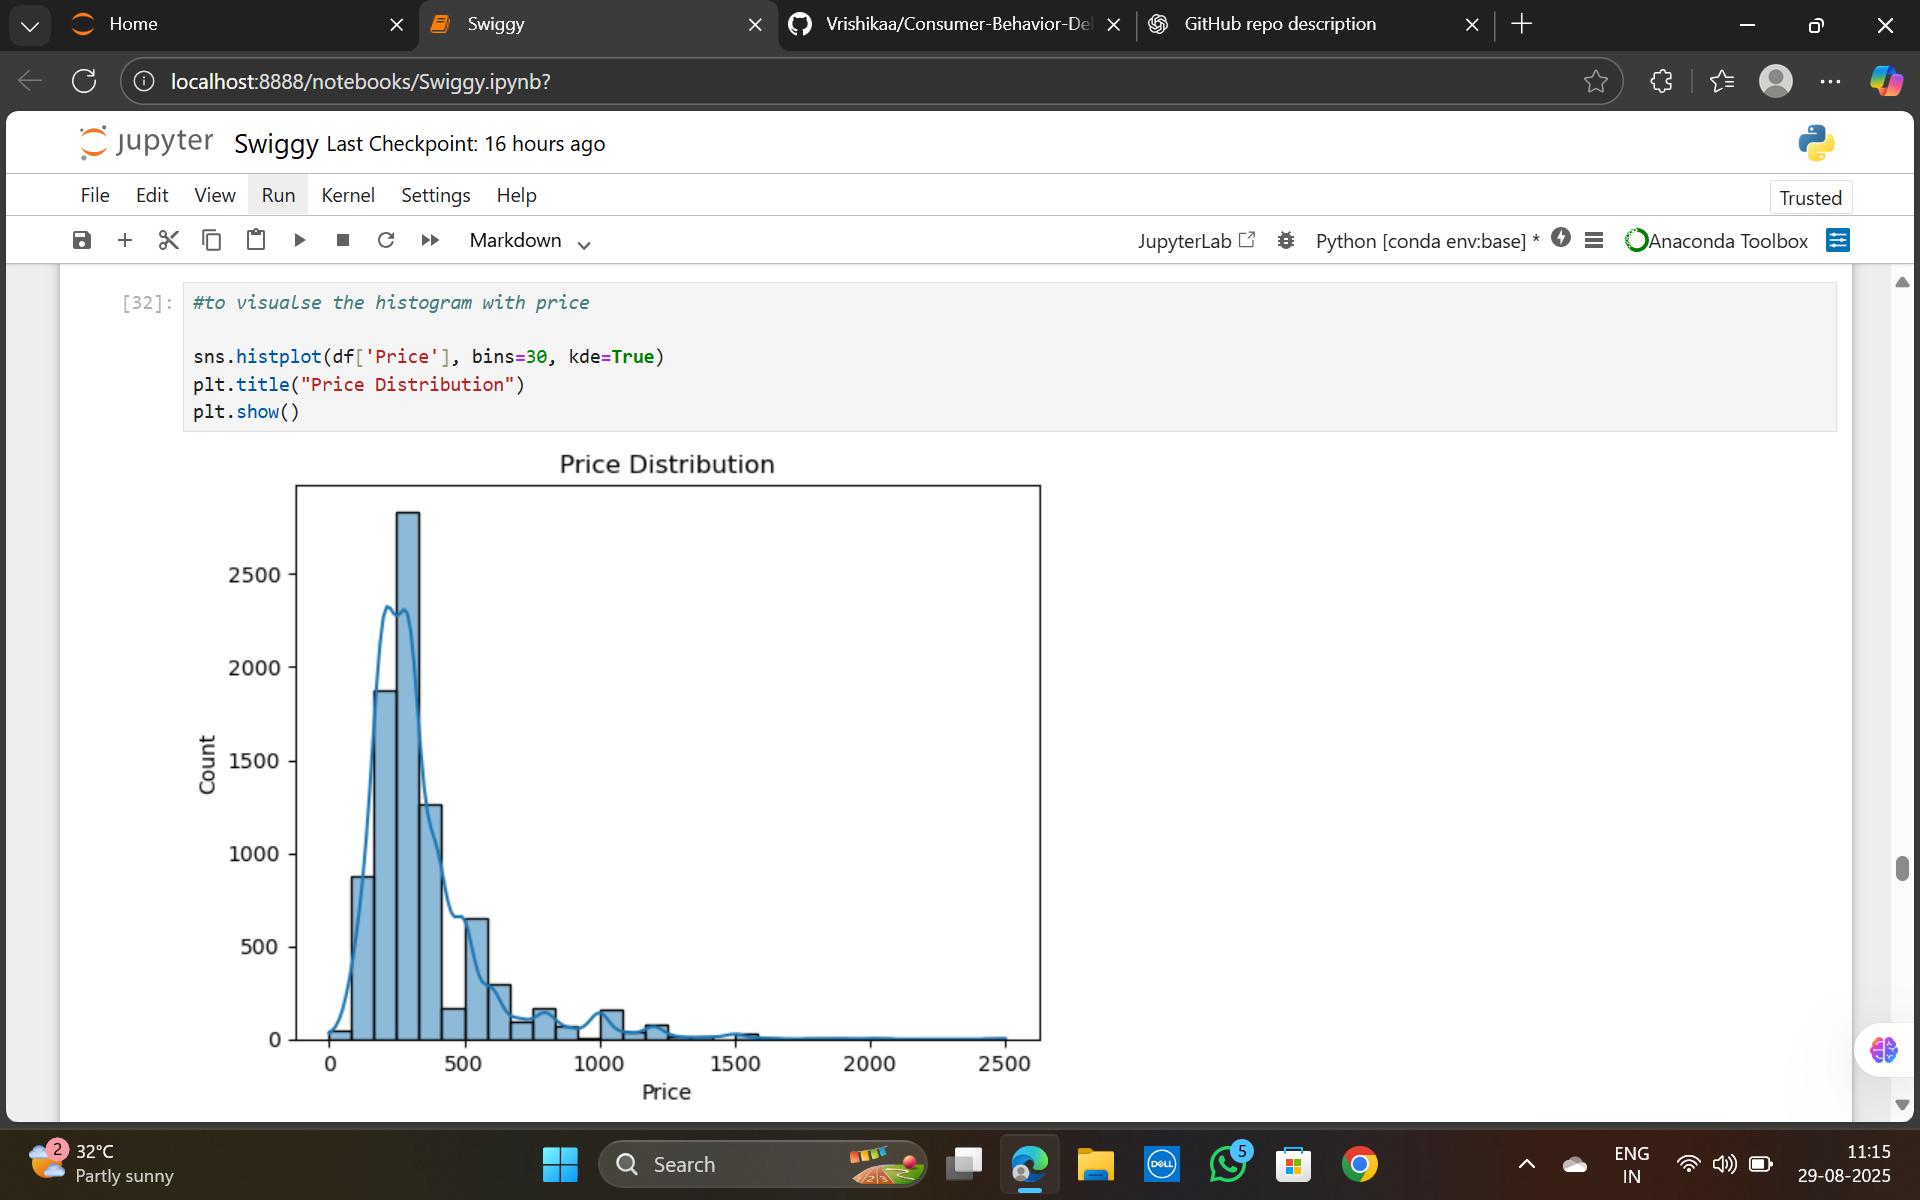 Home
Swiggy
Vrishikaa/Consumer-Behavior-De
GitHub repo description
localhost:8888/notebooks/Swiggy.ipynb?
jupyter Swiggy Last Checkpoint: 16 hours ago
File Edit View Run Kernel Settings Help
Trusted
Markdown
JupyterLab
Python [conda env:base] *
Anaconda Toolbox
[32]:
#to visualse the histogram with price
sns.histplot(df['Price'], bins=30, kde=True)
plt.title("Price Distribution")
plt.show()
Price Distribution
2500
2000
1500
1000
500
0
Count
0 500 1000 1500 2000 2500
Price
2
32°C
Partly sunny
Search
DELL
5
ENG
IN
11:15
29-08-2025